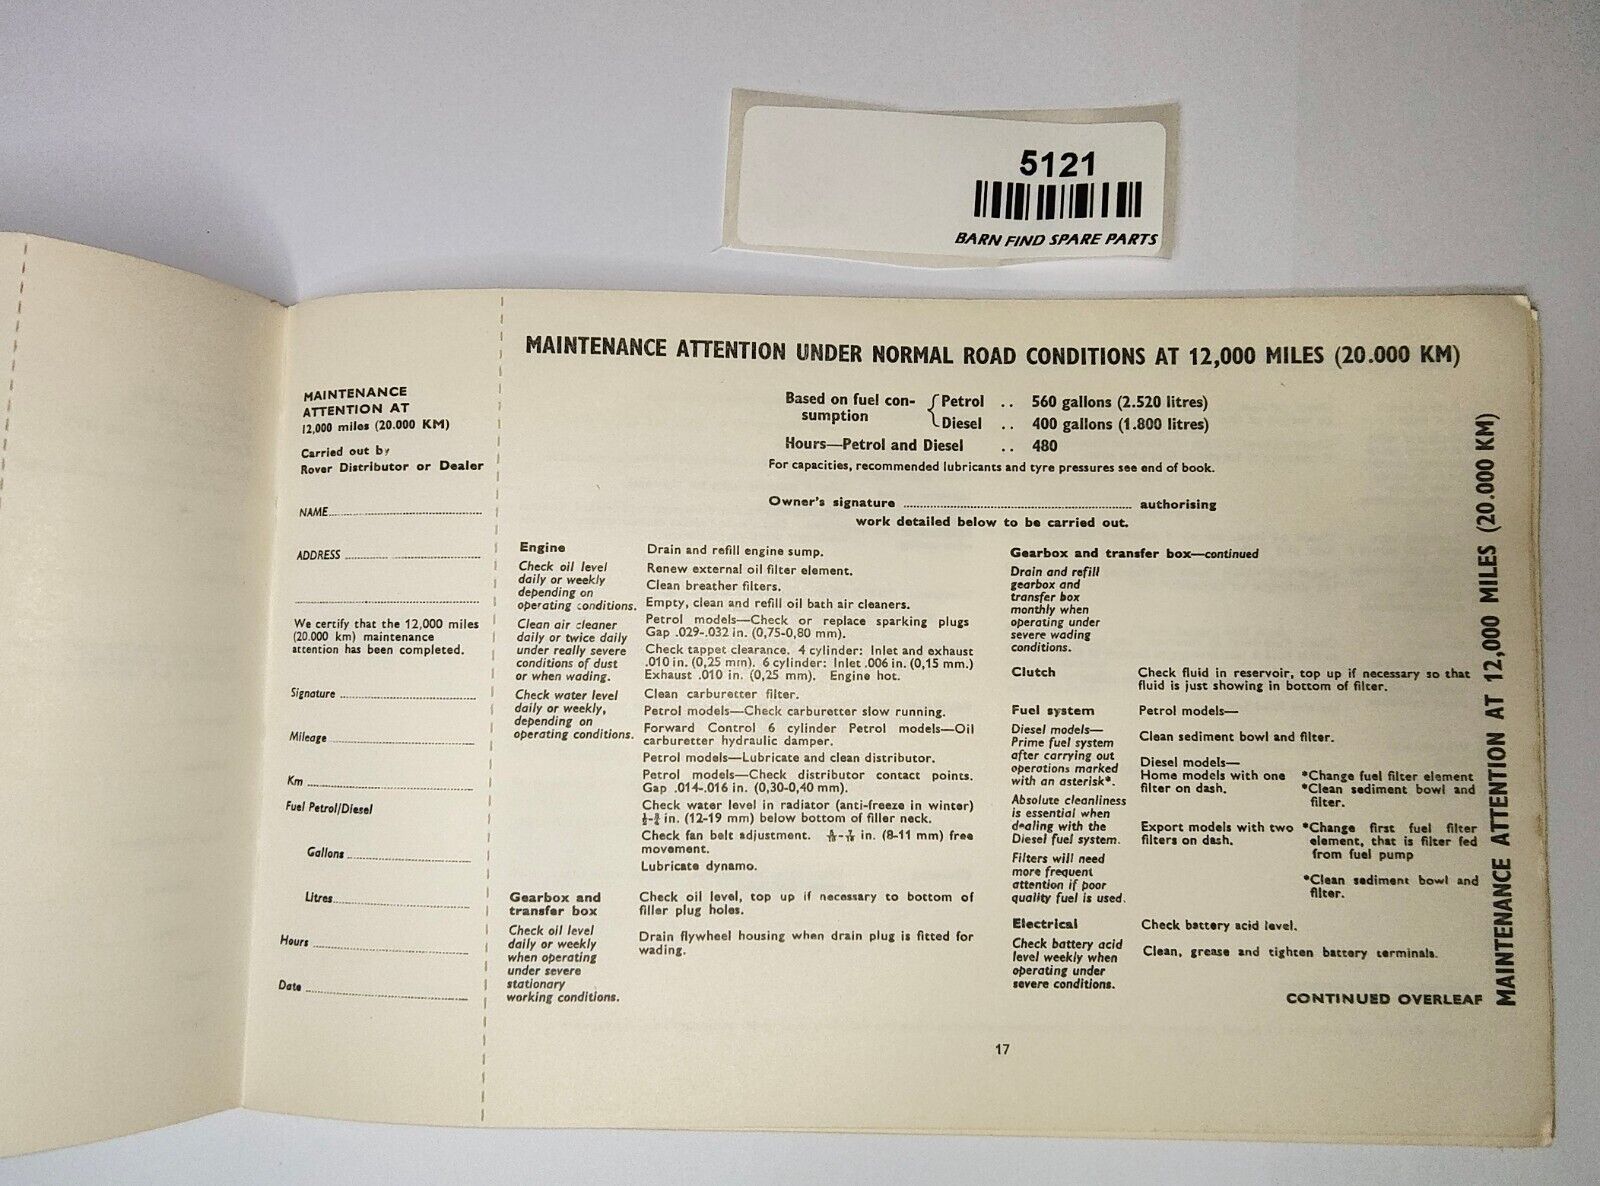 5121
BARN FIND SPARE PARTS
MAINTENANCE ATTENTION UNDER NORMAL ROAD CONDITIONS AT 12,000 MILES (20.000 KM)
MAINTENANCE
ATTENTION AT
12,000 miles (20.000 KM)
Carried out by
Rover Distributor or Dealer
NAME
ADDRESS
We certify that the 12,000 miles
(20.000 km) maintenance
attention has been completed.
Signature
Mileage
Km
Fuel Petrol/Diesel
Gallons
Litres
Hours
Date
Based on fuel con-
sumption
Petrol .. 560 gallons (2.520 litres)
Diesel .. 400 gallons (1.800 litres)
Hours—Petrol and Diesel .. 480
For capacities, recommended lubricants and tyre pressures see end of book.
Owner's signature authorising
work detailed below to be carried out.
Engine
Check oil level
daily or weekly
depending on
operating conditions.
Clean air cleaner
daily or twice daily
under really severe
conditions of dust
or when wading.
Check water level
daily or weekly,
depending on
operating conditions.
Drain and refill engine sump.
Renew external oil filter element.
Clean breather filters.
Empty, clean and refill oil bath air cleaners.
Petrol models—Check or replace sparking plugs
Gap .029-.032 in. (0,75-0,80 mm).
Check tappet clearance. 4 cylinder: Inlet and exhaust
.010 in. (0,25 mm). 6 cylinder: Inlet .006 in. (0,15 mm.)
Exhaust .010 in. (0,25 mm). Engine hot.
Clean carburetter filter.
Petrol models—Check carburetter slow running.
Forward Control 6 cylinder Petrol models—Oil
carburetter hydraulic damper.
Petrol models—Lubricate and clean distributor.
Petrol models—Check distributor contact points.
Gap .014-.016 in. (0,30-0,40 mm).
Check water level in radiator (anti-freeze in winter)
½-¾ in. (12-19 mm) below bottom of filler neck.
Check fan belt adjustment. 5/16-7/16 in. (8-11 mm) free
movement.
Lubricate dynamo.
Gearbox and
transfer box
Check oil level
daily or weekly
when operating
under severe
stationary
working conditions.
Check oil level, top up if necessary to bottom of
filler plug holes.
Drain flywheel housing when drain plug is fitted for
wading.
Gearbox and transfer box—continued
Drain and refill
gearbox and
transfer box
monthly when
operating under
severe wading
conditions.
Clutch
Check fluid in reservoir, top up if necessary so that
fluid is just showing in bottom of filter.
Fuel system
Diesel models—
Prime fuel system
after carrying out
operations marked
with an asterisk*.
Absolute cleanliness
is essential when
dealing with the
Diesel fuel system.
Filters will need
more frequent
attention if poor
quality fuel is used.
Petrol models—
Clean sediment bowl and filter.
Diesel models—
Home models with one
filter on dash.
*Change fuel filter element
*Clean sediment bowl and
filter.
Export models with two
filters on dash.
*Change first fuel filter
element, that is filter fed
from fuel pump
*Clean sediment bowl and
filter.
Electrical
Check battery acid
level weekly when
operating under
severe conditions.
Check battery acid level.
Clean, grease and tighten battery terminals.
CONTINUED OVERLEAF
MAINTENANCE ATTENTION AT 12,000 MILES (20.000 KM)
17